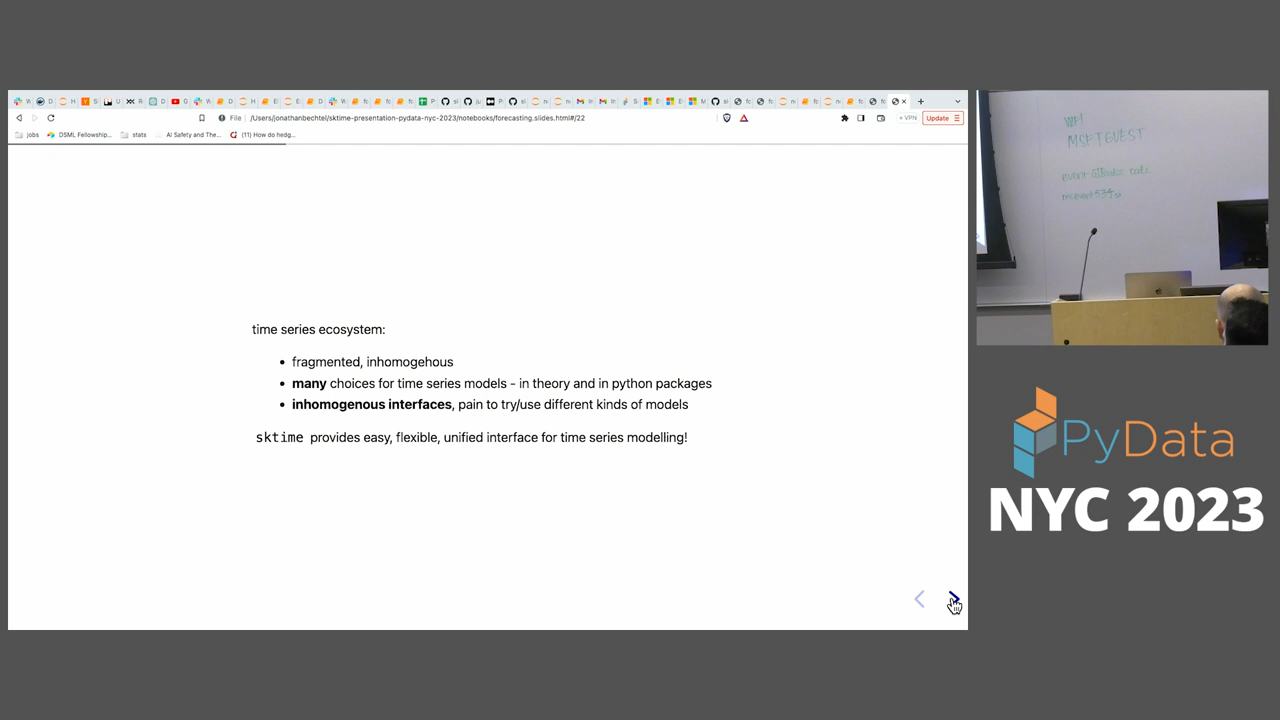 /Users/jonathanbechtel/sktime-presentation-pydata-nyc-2023/notebooks/forecasting.slides.html#/22
File
VPN
Update
jobs
DSML Fellowship...
stats
AI Safety and The...
(11) How do hedg...
time series ecosystem:
fragmented, inhomogehous
many choices for time series models - in theory and in python packages
inhomogenous interfaces, pain to try/use different kinds of models
sktime provides easy, flexible, unified interface for time series modelling!
MSFTGUEST
PyData
NYC 2023